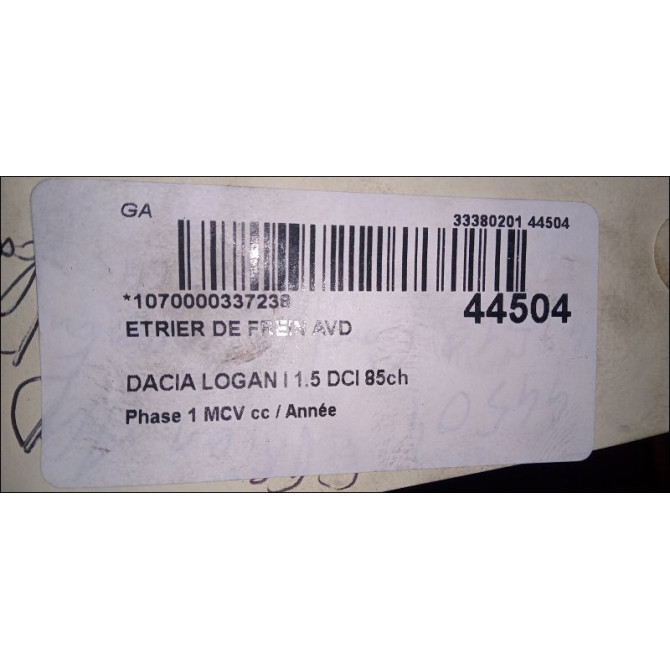 GA
33380201 44504
*1070000337238
44504
ETRIER DE FREIN AVD
DACIA LOGAN I 1.5 DCI 85ch
Phase 1 MCV cc / Année